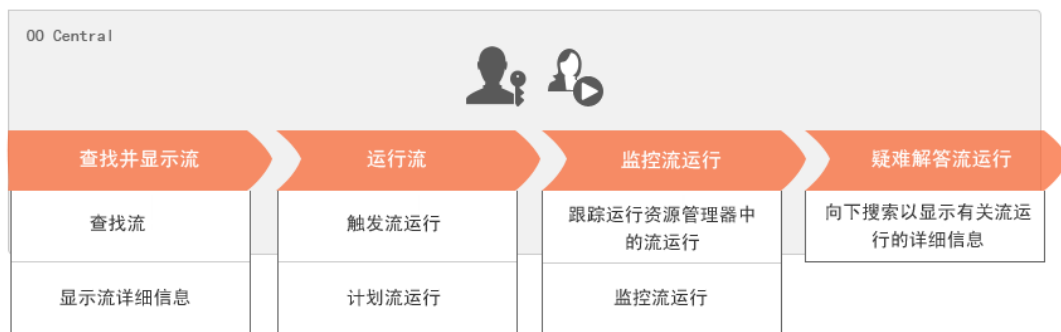 OO Central
查找并显示流
运行流
监控流运行
疑难解答流运行
查找流
触发流运行
跟踪运行资源管理器中
的流运行
向下搜索以显示有关流运
行的详细信息
显示流详细信息
计划流运行
监控流运行